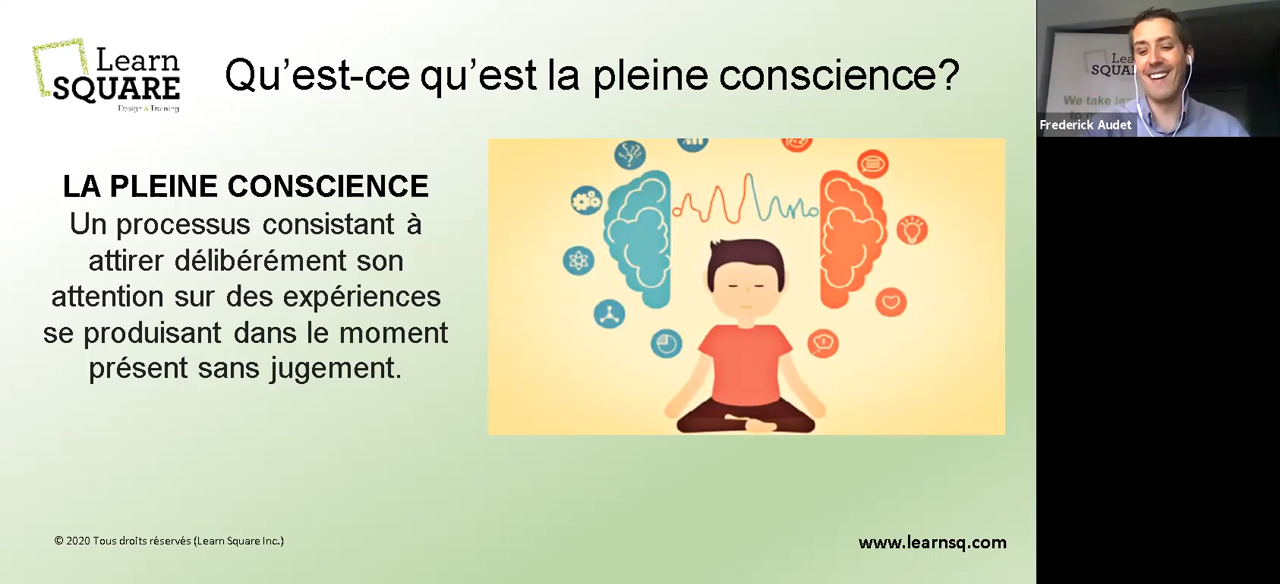 Learn
SQUARE
Design & Training
Qu’est-ce qu’est la pleine conscience?
LA PLEINE CONSCIENCE
Un processus consistant à
attirer délibérément son
attention sur des expériences
se produisant dans le moment
présent sans jugement.
© 2020 Tous droits réservés (Learn Square Inc.)
www.learnsq.com
We take
Frederick Audet